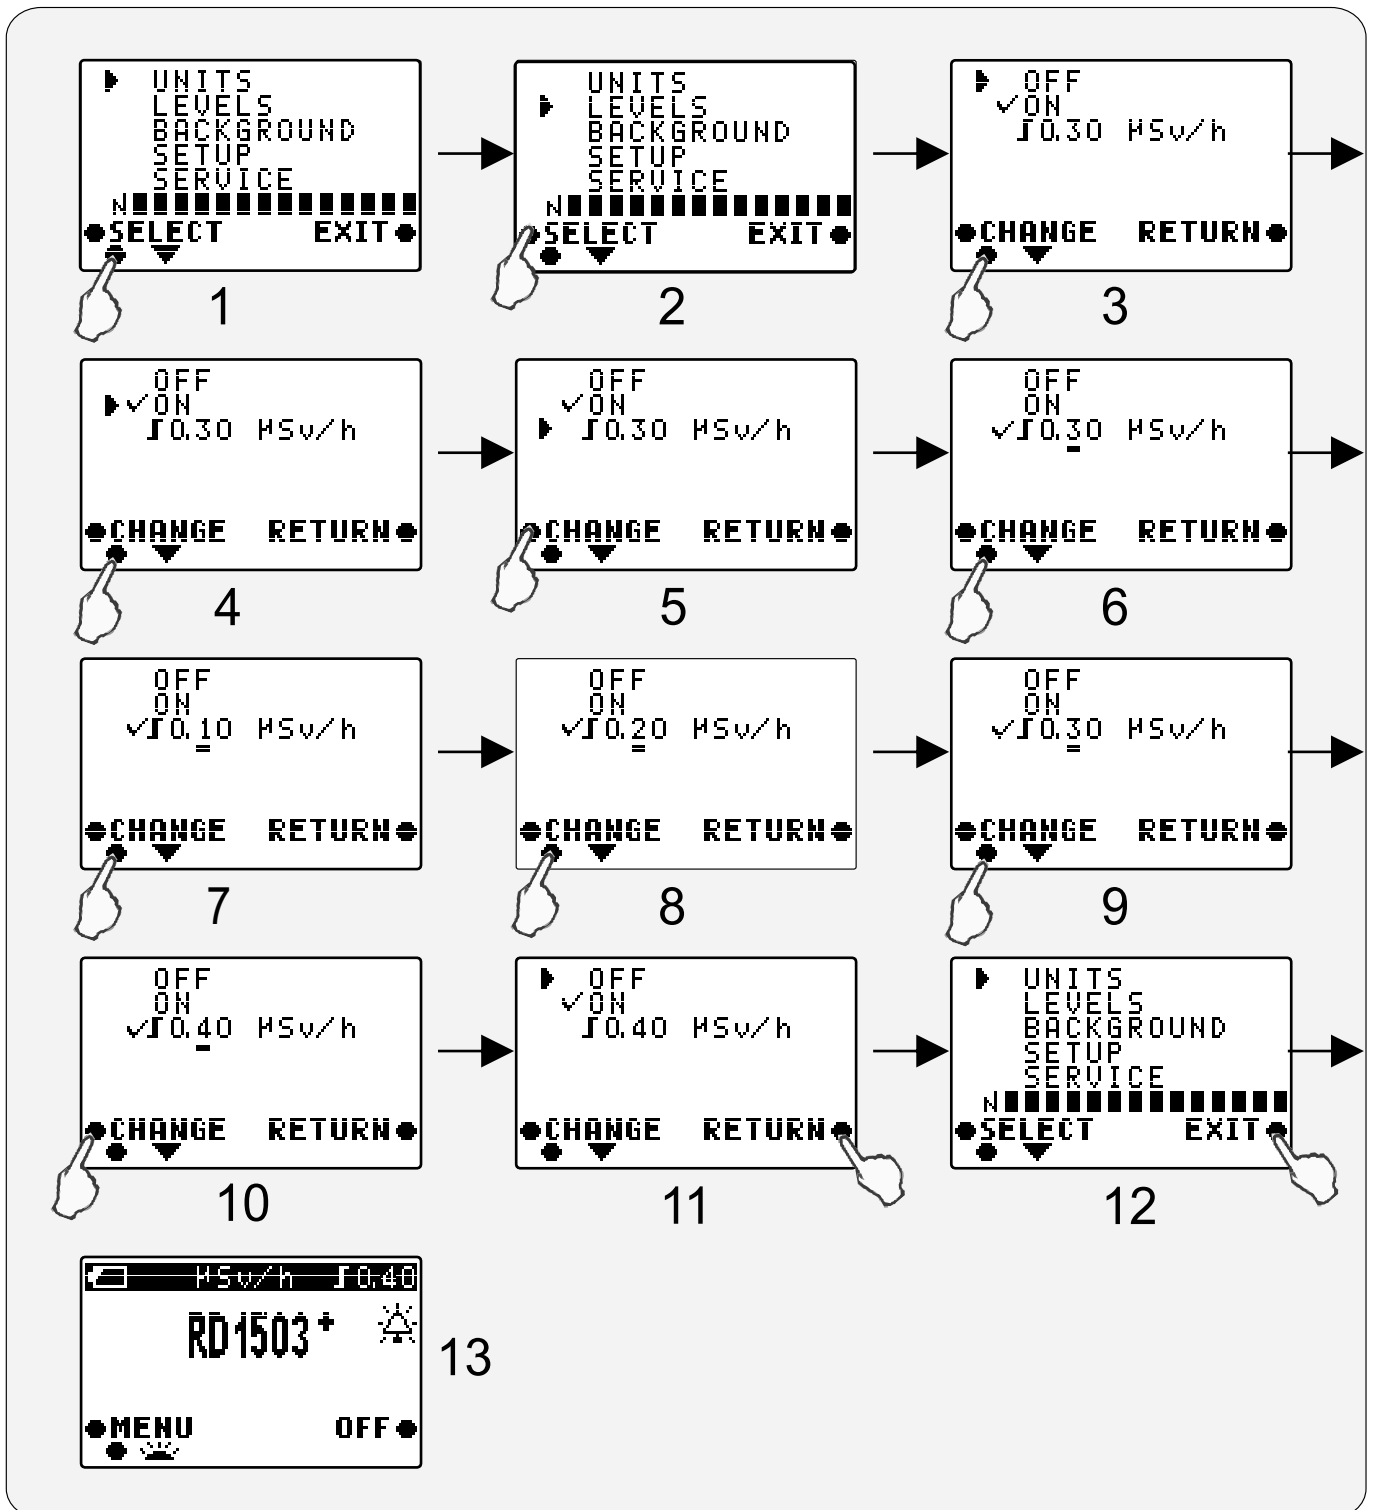 UNITS
LEVELS
BACKGROUND
SETUP
SERVICE
N
SELECT EXIT
1
UNITS
LEVELS
BACKGROUND
SETUP
SERVICE
N
SELECT EXIT
2
OFF
ON
0.30 µSv/h
CHANGE RETURN
3
OFF
ON
0.30 µSv/h
CHANGE RETURN
4
OFF
ON
0.30 µSv/h
CHANGE RETURN
5
OFF
ON
0.30 µSv/h
CHANGE RETURN
6
OFF
ON
0.10 µSv/h
CHANGE RETURN
7
OFF
ON
0.20 µSv/h
CHANGE RETURN
8
OFF
ON
0.30 µSv/h
CHANGE RETURN
9
OFF
ON
0.40 µSv/h
CHANGE RETURN
10
OFF
ON
0.40 µSv/h
CHANGE RETURN
11
UNITS
LEVELS
BACKGROUND
SETUP
SERVICE
N
SELECT EXIT
12
µSv/h 0.40
RD1503+
MENU OFF
13